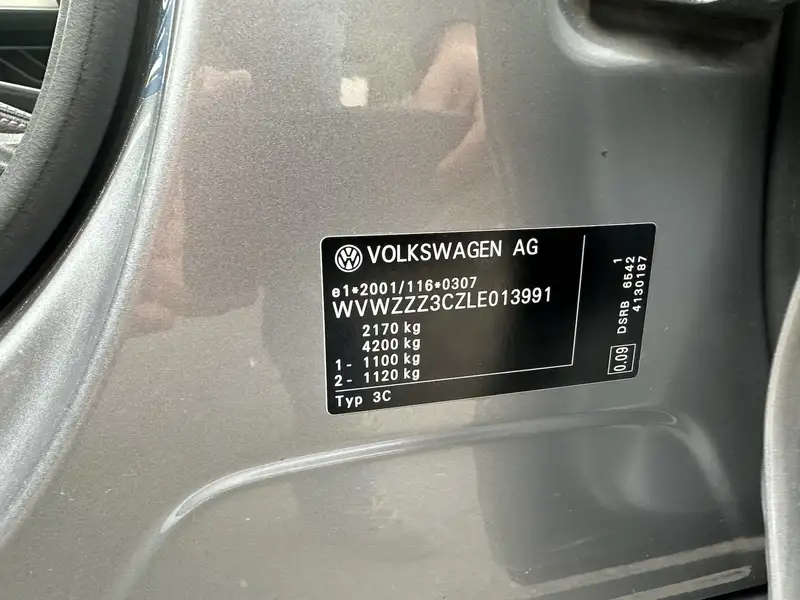 VOLKSWAGEN AG
e1*2001/116*0307
WVWZZZ3CZLE013991
2170 kg
4200 kg
1- 1100 kg
2- 1120 kg
Typ 3C
0.09
DSRB 6542 1
4130187